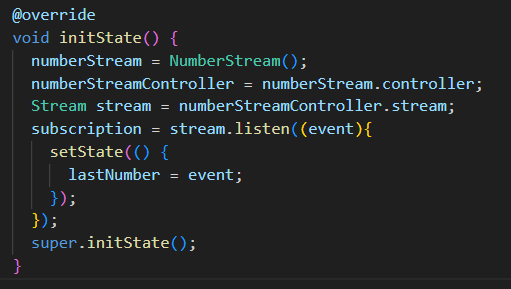 @override
void initState() {
  numberStream = NumberStream();
  numberStreamController = numberStream.controller;
  Stream stream = numberStreamController.stream;
  subscription = stream.listen((event){
    setState(() {
      lastNumber = event;
    });
  });
  super.initState();
}